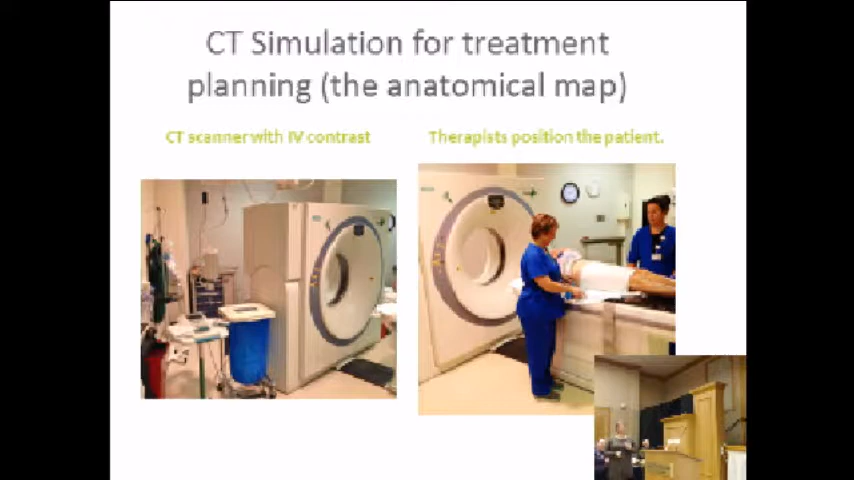 CT Simulation for treatment
planning (the anatomical map)
CT scanner with IV contrast
Therapists position the patient.